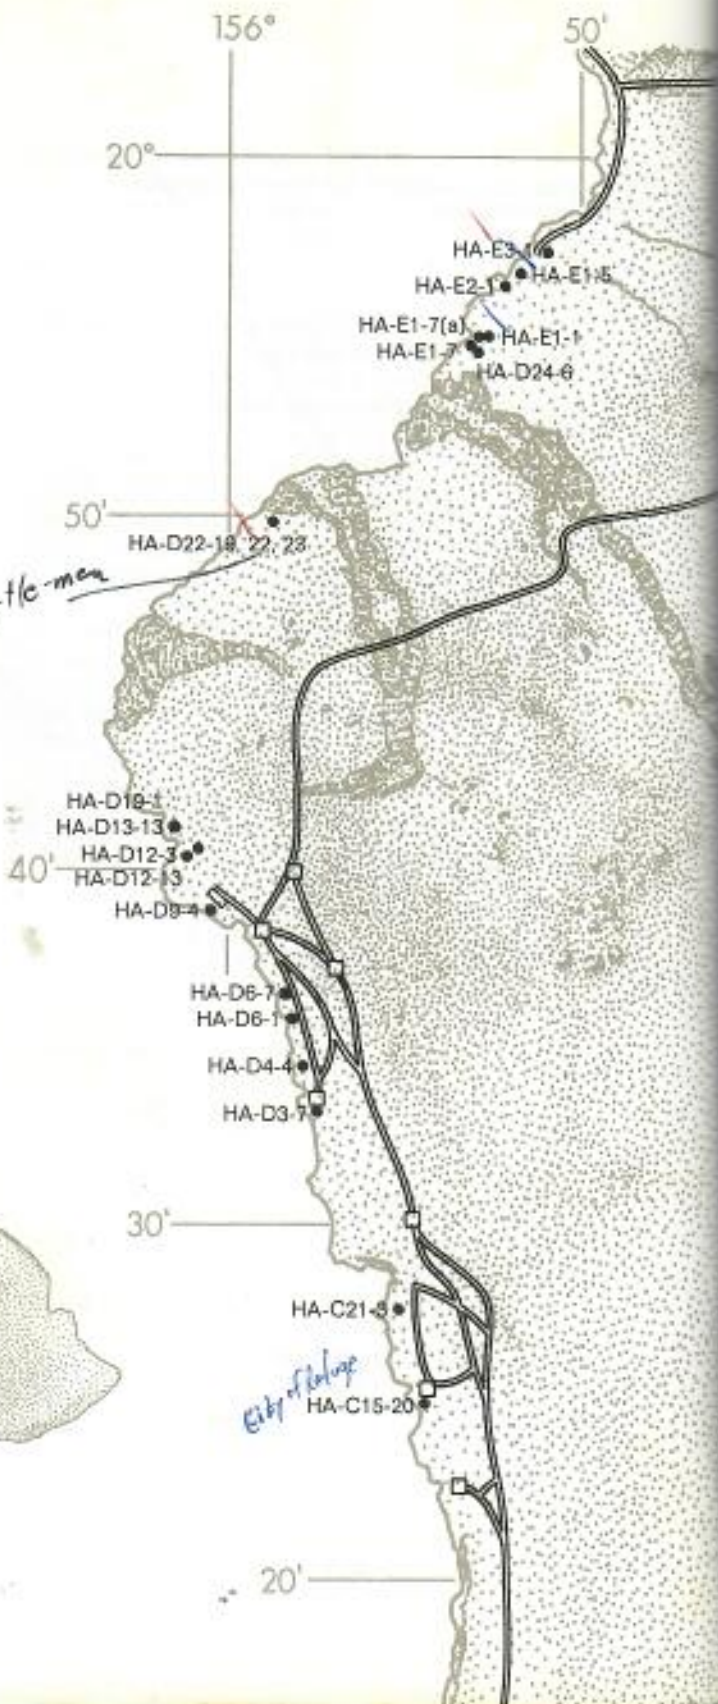 156°
50'
20°
HA-E3-1
HA-E1-5
HA-E2-1
HA-E1-7(a)
HA-E1-1
HA-E1-7
HA-D24-6
50'
HA-D22-19, 22, 23
HA-D19-1
HA-D13-13
HA-D12-3
40'
HA-D12-13
HA-D9-4
HA-D6-7
HA-D6-1
HA-D4-4
HA-D3-7
30'
HA-C21-3
City of Refuge
HA-C15-20
20'